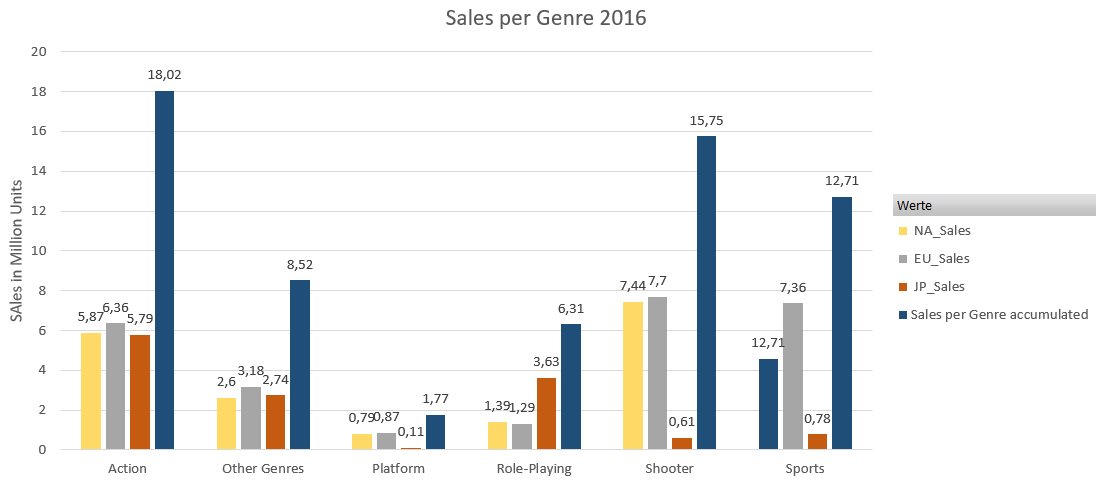 Sales per Genre 2016
SAles in Million Units
20
18
16
14
12
10
8
6
4
2
0
5,87
6,36
5,79
18,02
2,6
3,18
2,74
8,52
0,79
0,87
0,11
1,77
1,39
1,29
3,63
6,31
7,44
7,7
0,61
15,75
12,71
7,36
0,78
12,71
Action
Other Genres
Platform
Role-Playing
Shooter
Sports
Werte
NA_Sales
EU_Sales
JP_Sales
Sales per Genre accumulated